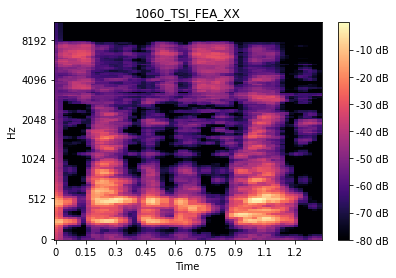 1060_TSI_FEA_XX
8192
4096
2048
1024
512
0
Hz
0 0.15 0.3 0.45 0.6 0.75 0.9 1.1 1.2
Time
-10 dB
-20 dB
-30 dB
-40 dB
-50 dB
-60 dB
-70 dB
-80 dB